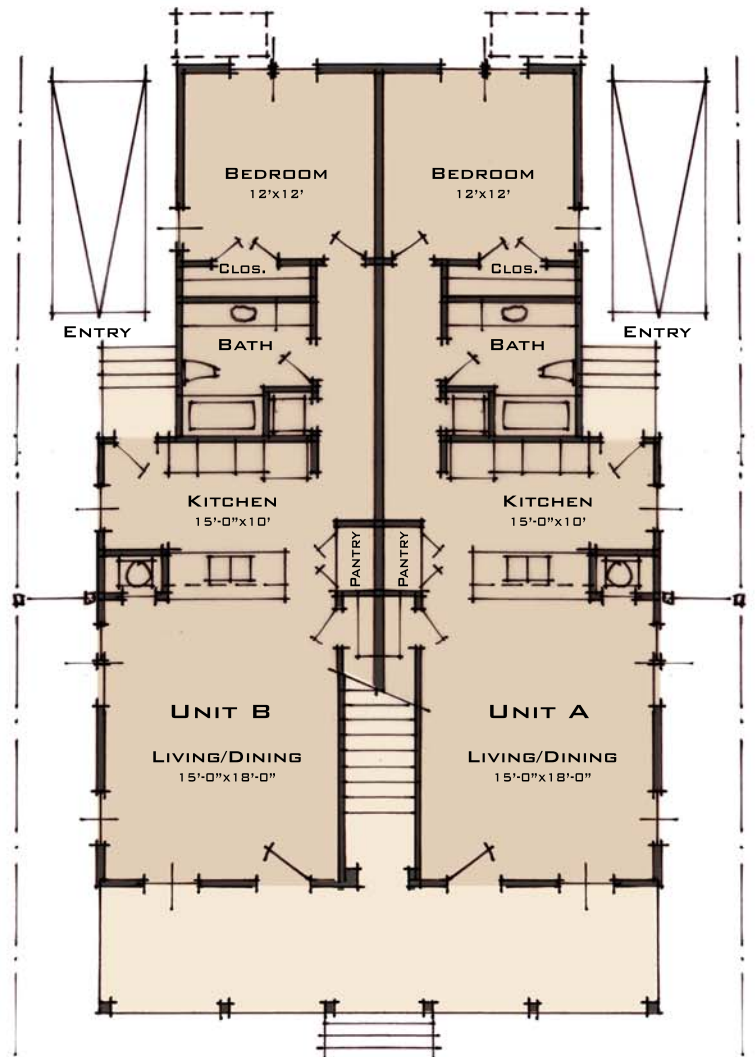 BEDROOM
12'x12'
BEDROOM
12'x12'
CLOS.
CLOS.
ENTRY
ENTRY
BATH
BATH
KITCHEN
15'-0"x10'
KITCHEN
15'-0"x10'
PANTRY
PANTRY
UNIT B
UNIT A
LIVING/DINING
15'-0"x18'-0"
LIVING/DINING
15'-0"x18'-0"